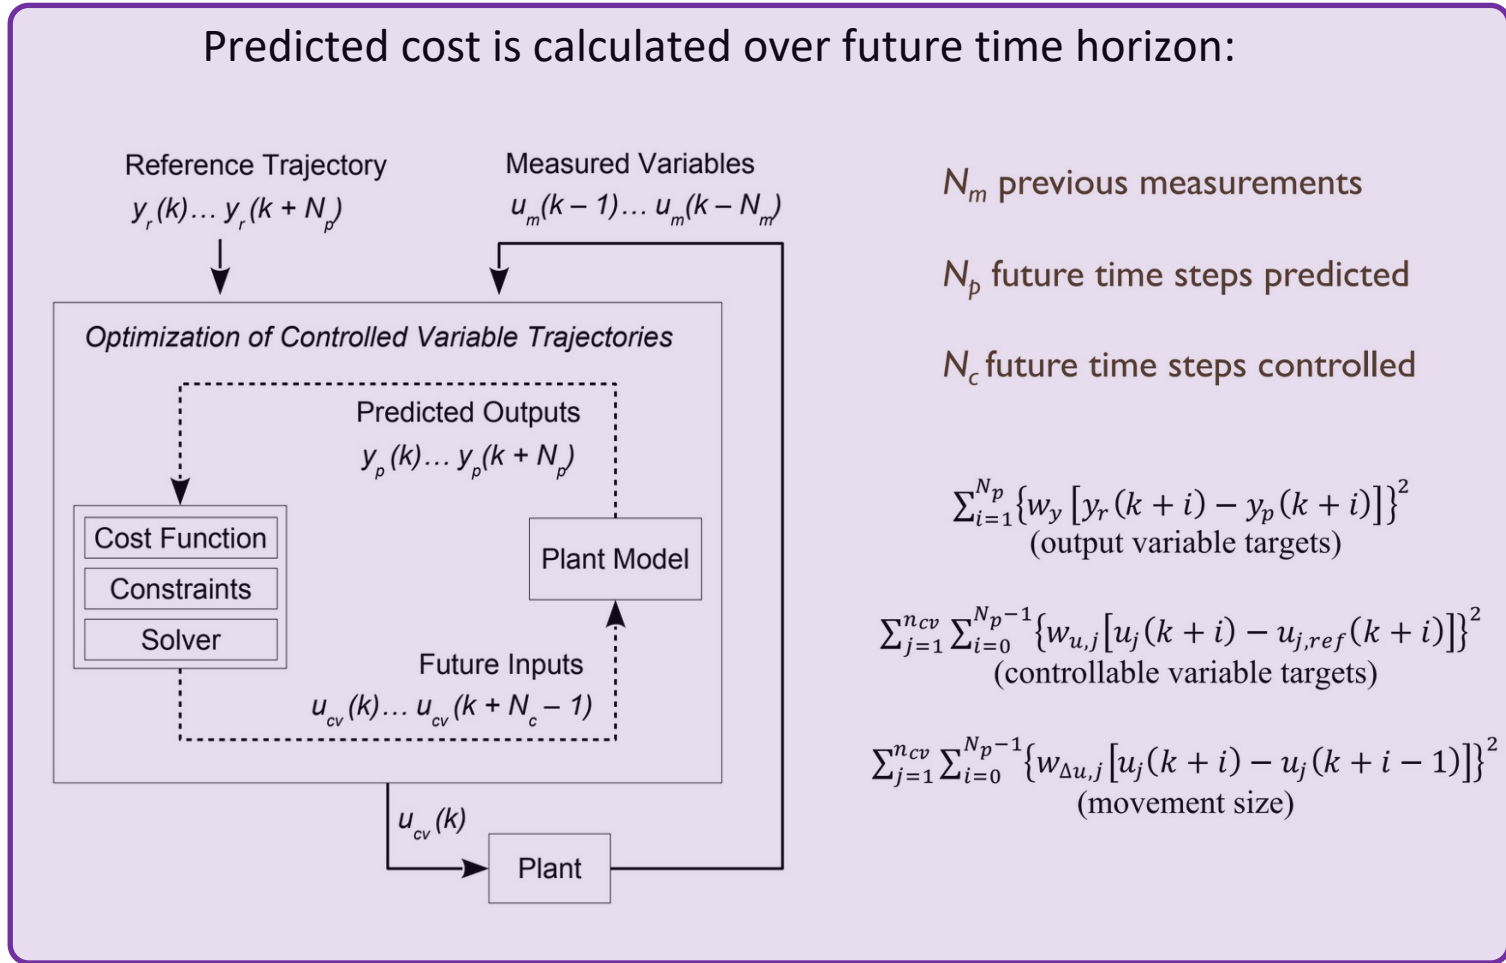 Predicted cost is calculated over future time horizon:
Reference Trajectory
y_r(k)… y_r(k + N_p)
Measured Variables
u_m(k – 1)… u_m(k – N_m)
Optimization of Controlled Variable Trajectories
Predicted Outputs
y_p(k)… y_p(k + N_p)
Cost Function
Constraints
Solver
Plant Model
Future Inputs
u_cv(k)… u_cv(k + N_c – 1)
u_cv(k)
Plant
N_m previous measurements
N_p future time steps predicted
N_c future time steps controlled
∑_{i=1}^{N_p} {w_y [y_r(k + i) − y_p(k + i)]}^2
(output variable targets)
∑_{j=1}^{n_cv} ∑_{i=0}^{N_p−1} {w_{u,j}[u_j(k + i) − u_{j,ref}(k + i)]}^2
(controllable variable targets)
∑_{j=1}^{n_cv} ∑_{i=0}^{N_p−1} {w_{Δu,j}[u_j(k + i) − u_j(k + i − 1)]}^2
(movement size)